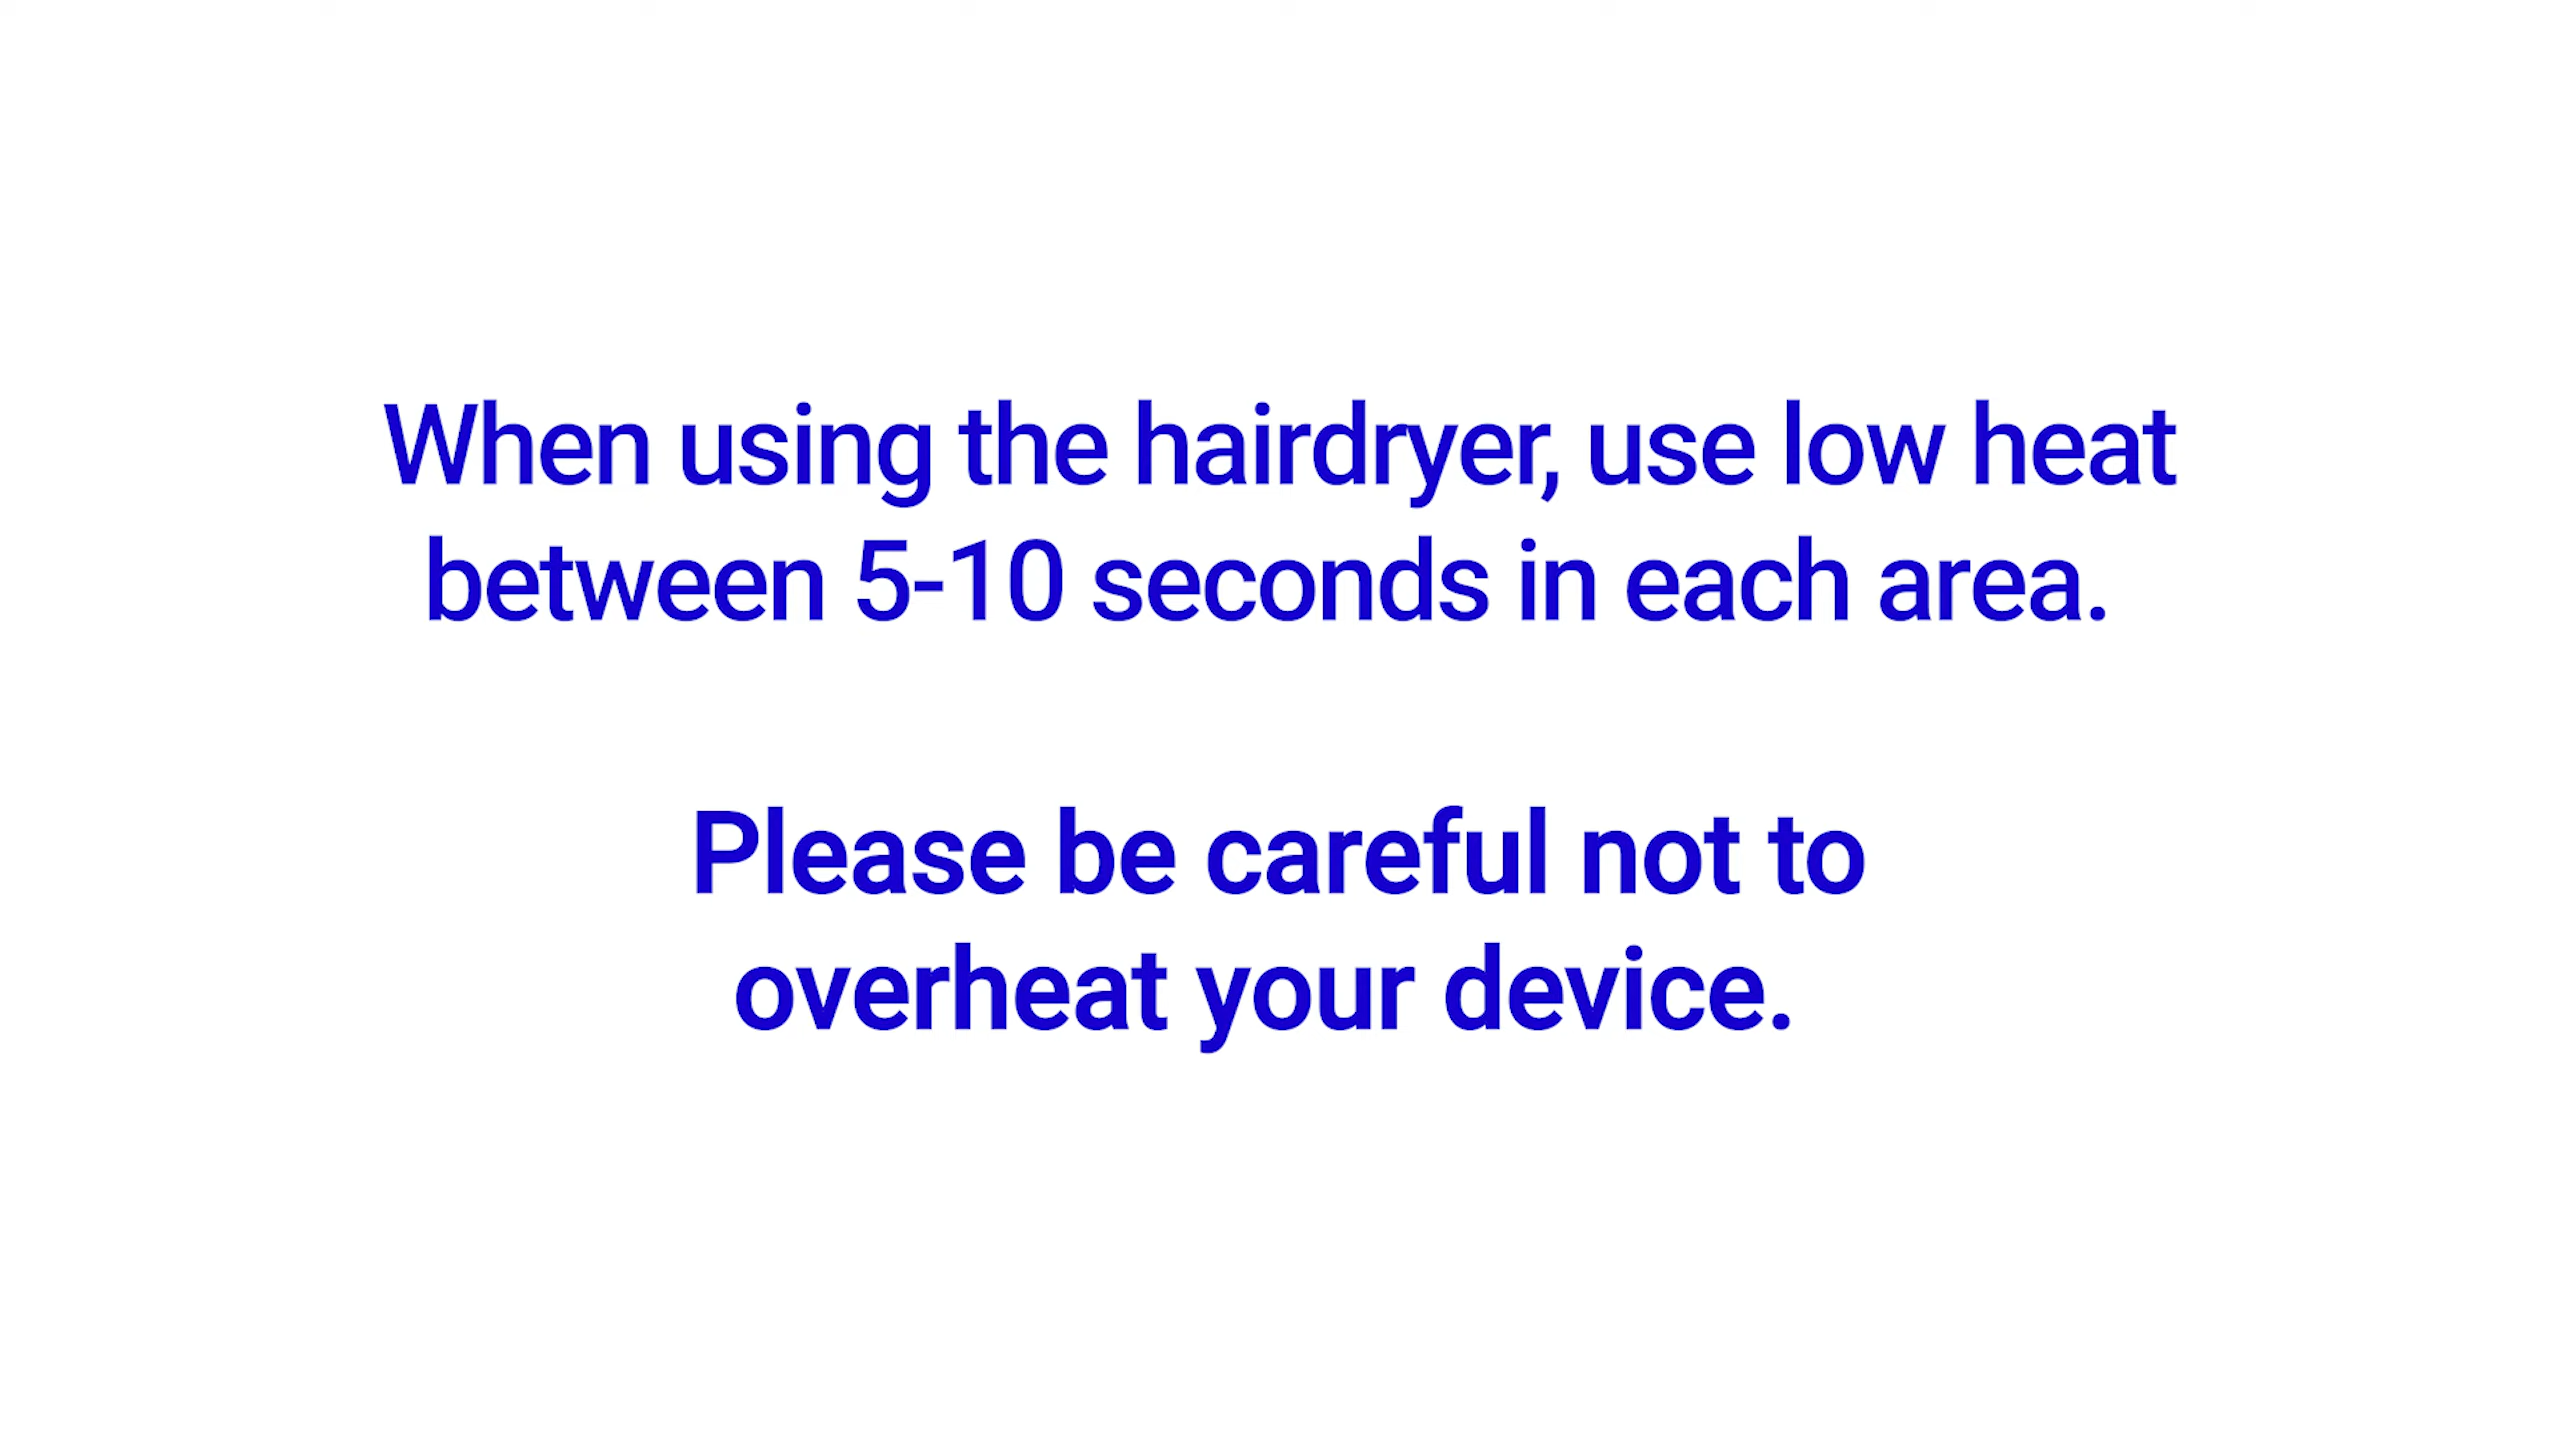 When using the hairdryer, use low heat
between 5-10 seconds in each area.
Please be careful not to
overheat your device.